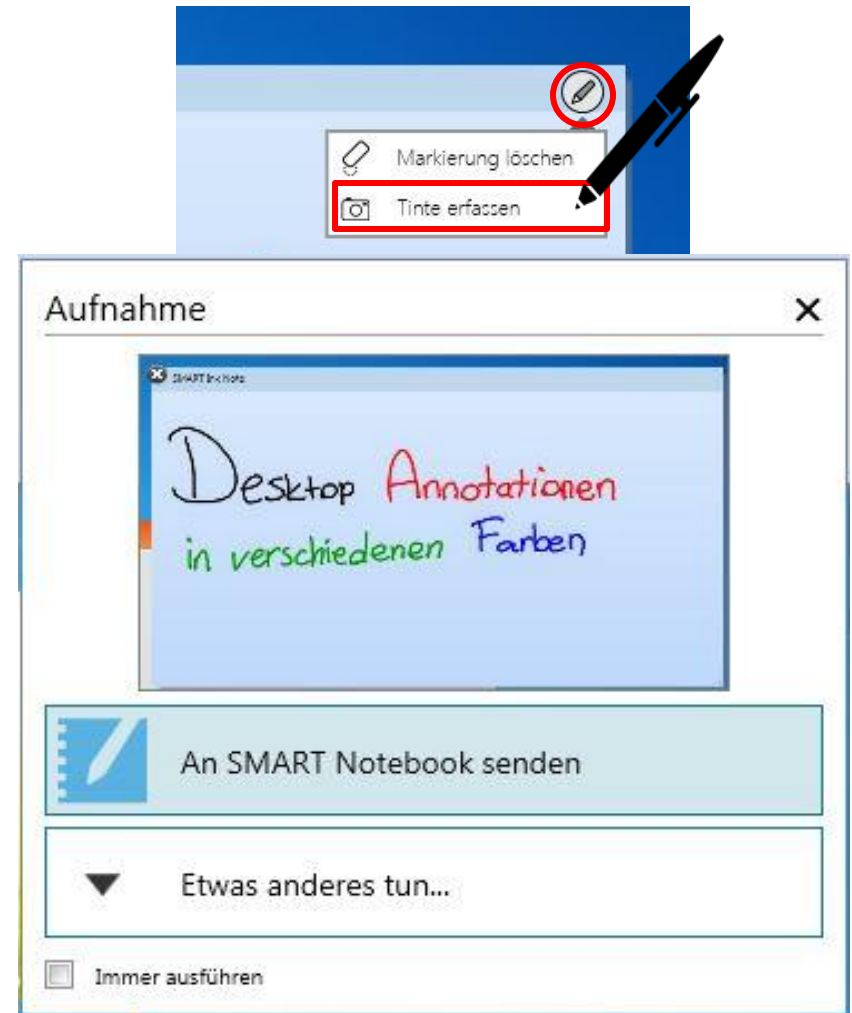 Markierung löschen
Tinte erfassen
Aufnahme
SMART Ink Note
Desktop Annotationen
in verschiedenen Farben
An SMART Notebook senden
Etwas anderes tun...
Immer ausführen